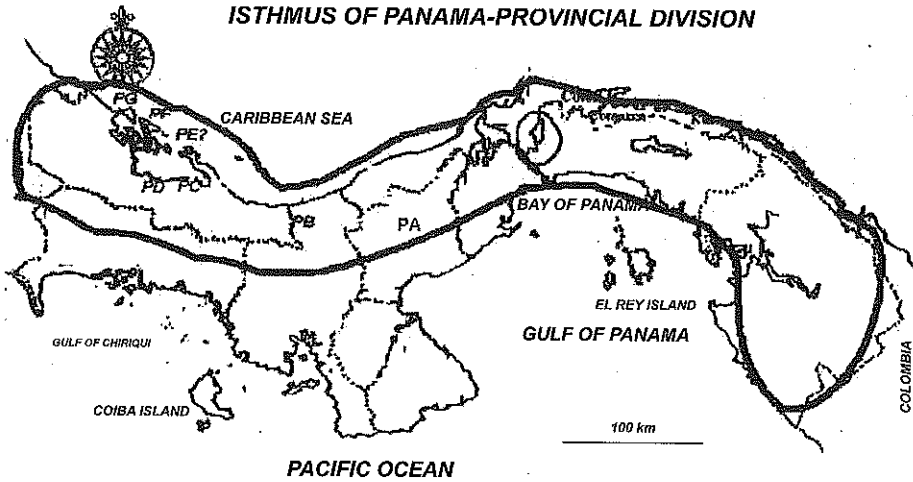 ISTHMUS OF PANAMA-PROVINCIAL DIVISION
PG
PF
CARIBBEAN SEA
PE?
PD PC
PB
PA
BAY OF PANAMA
EL REY ISLAND
GULF OF PANAMA
GULF OF CHIRIQUI
COIBA ISLAND
COLOMBIA
100 km
PACIFIC OCEAN